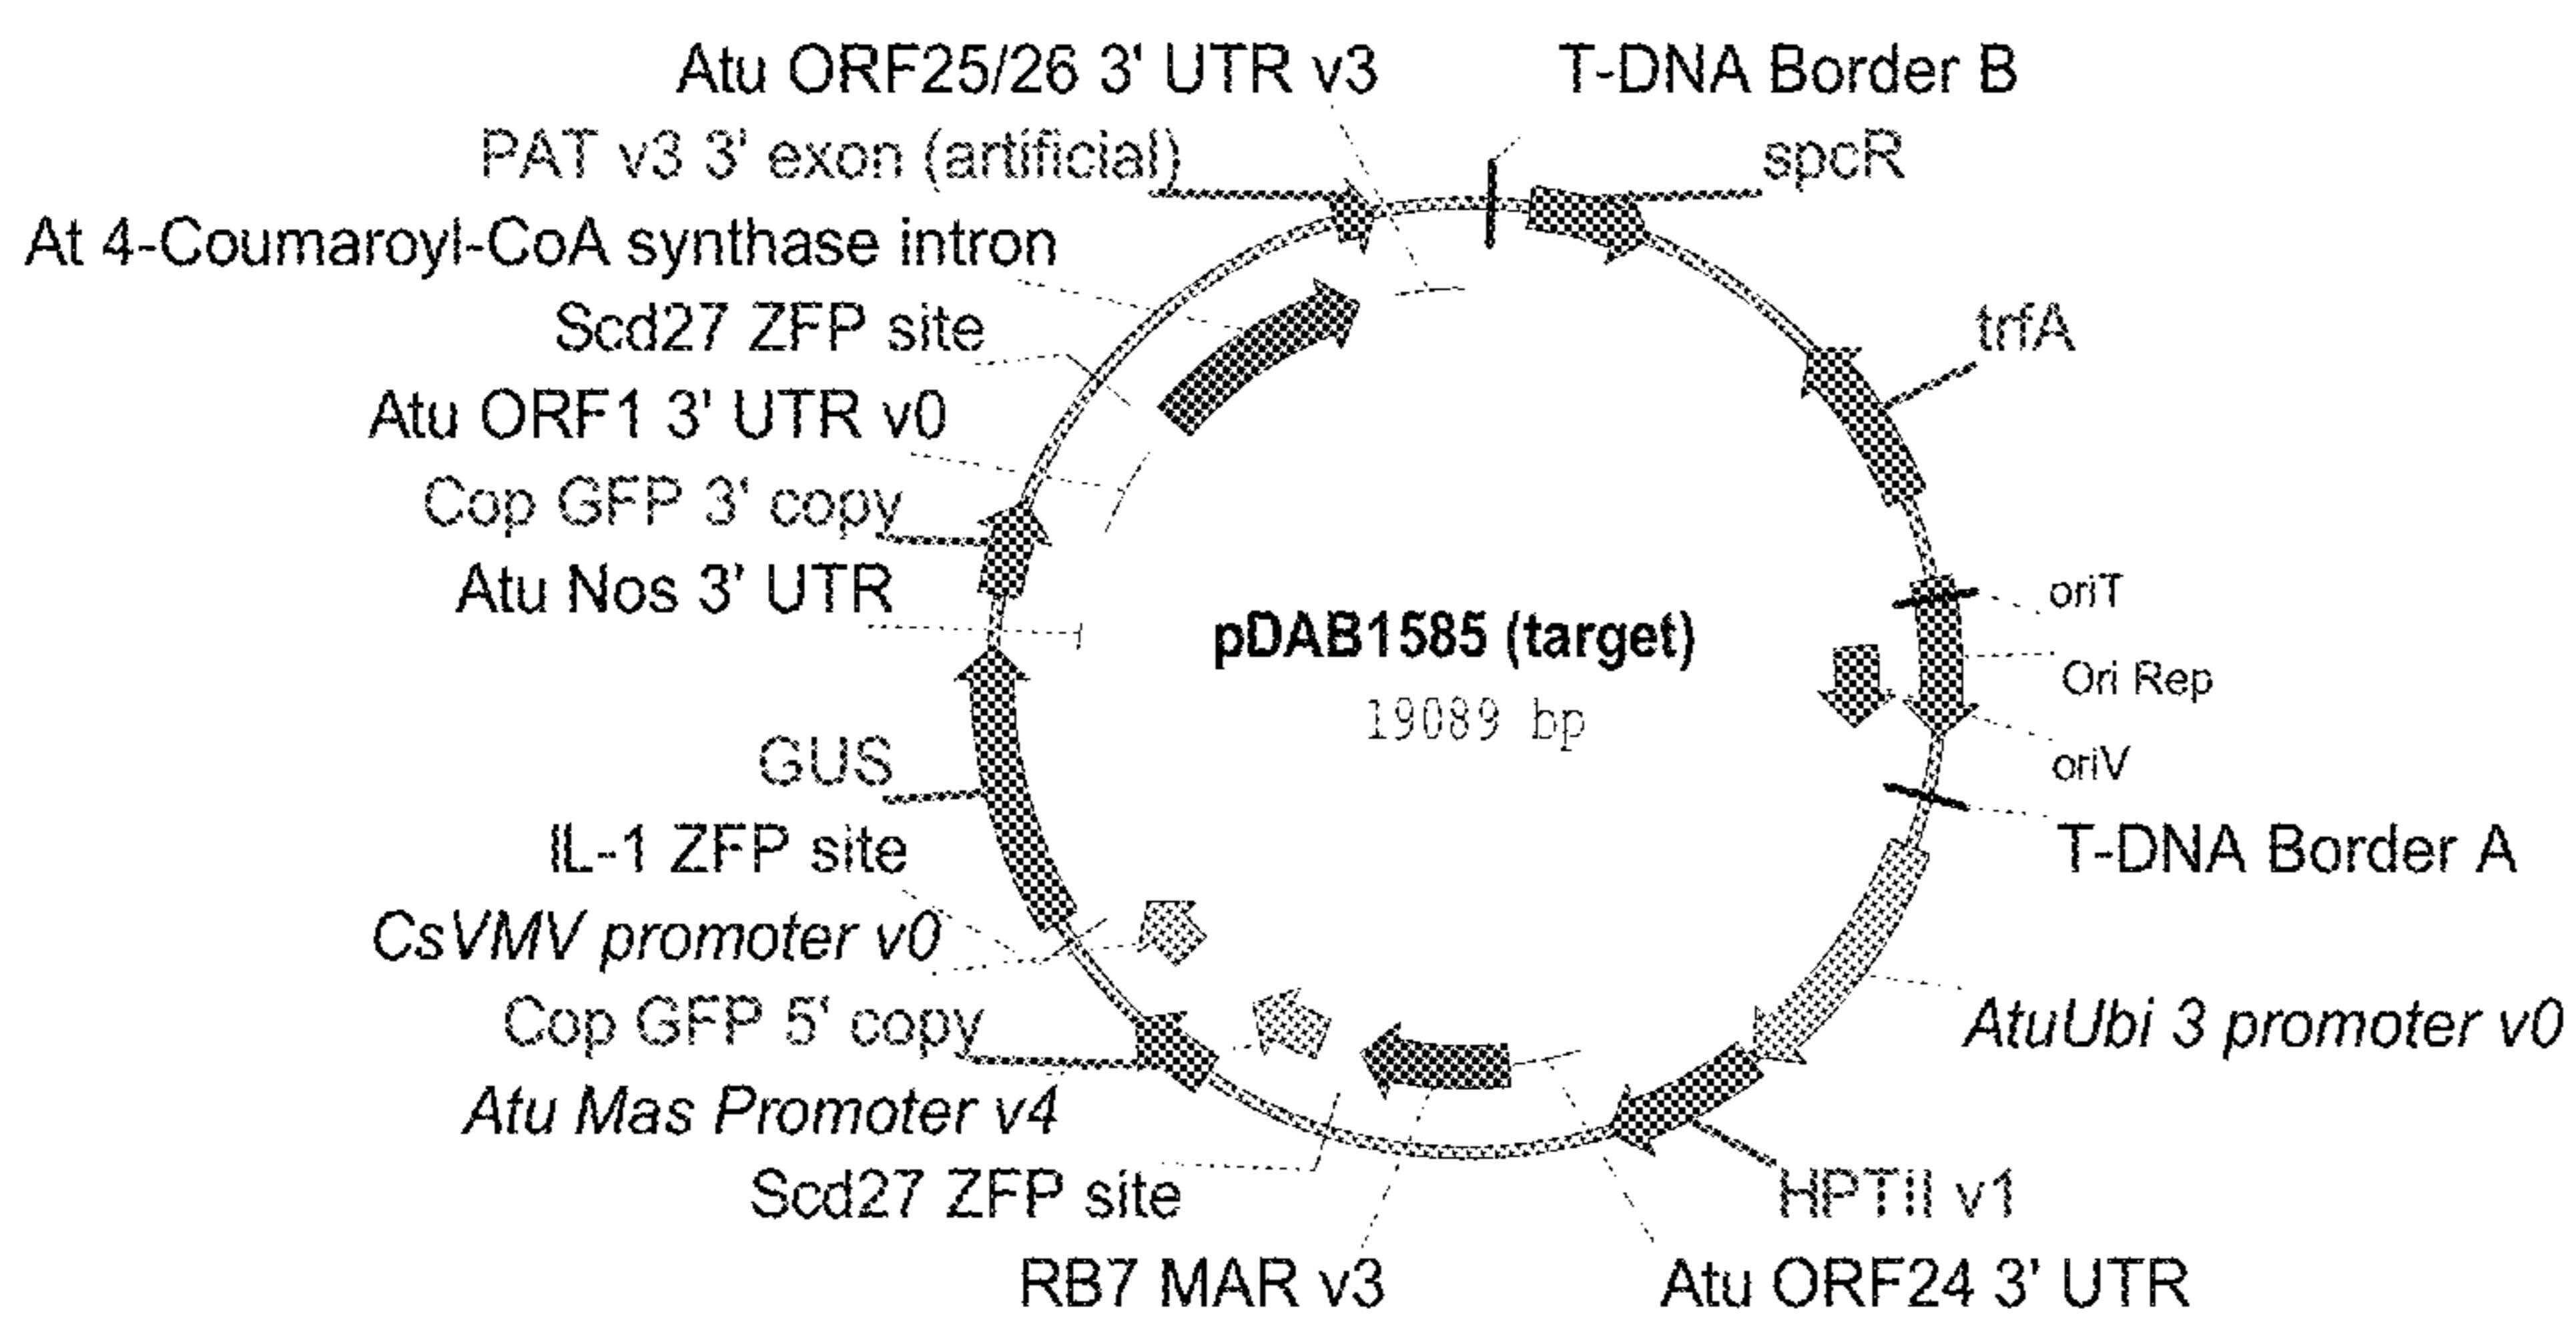 Atu ORF25/26 3' UTR v3
T-DNA Border B
PAT v3 3' exon (artificial)
spcR
At 4-Coumaroyl-CoA synthase intron
Scd27 ZFP site
trfA
Atu ORF1 3' UTR v0
Cop GFP 3' copy
Atu Nos 3' UTR
oriT
pDAB1585 (target)
Ori Rep
19089 bp
GUS
oriV
IL-1 ZFP site
T-DNA Border A
CsVMV promoter v0
Cop GFP 5' copy
AtuUbi 3 promoter v0
Atu Mas Promoter v4
Scd27 ZFP site
HPTII v1
RB7 MAR v3
Atu ORF24 3' UTR